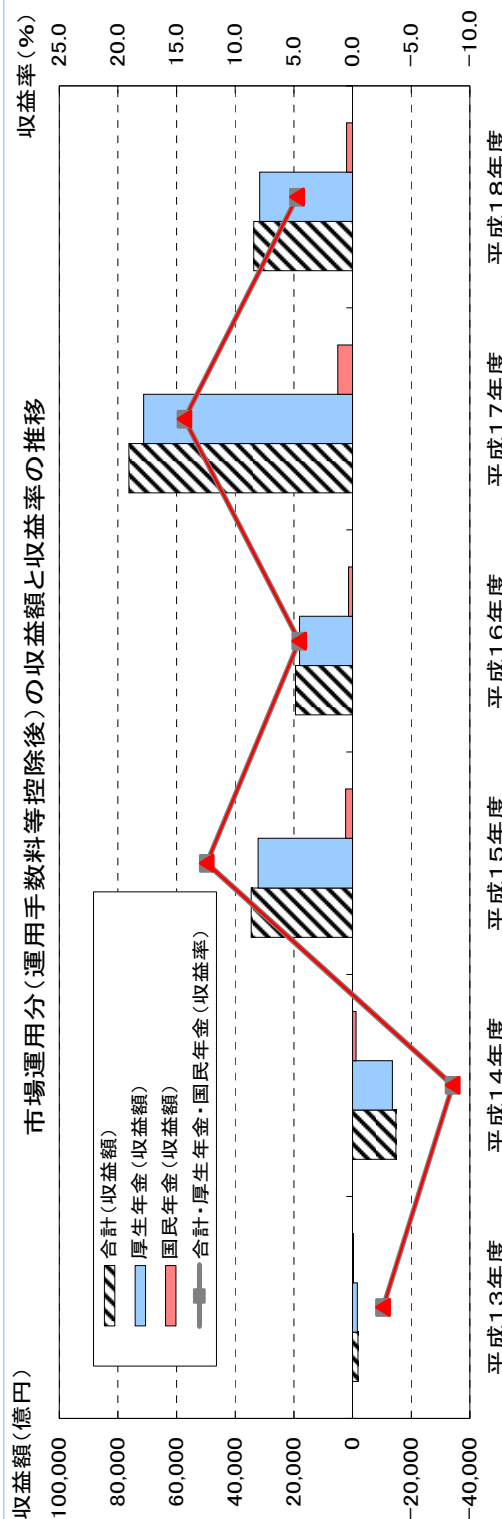 市場運用分(運用手数料等控除後)の収益額と収益率の推移
収益額(億円)
収益率(%)
100,000
80,000
60,000
40,000
20,000
0
-20,000
-40,000
25.0
20.0
15.0
10.0
5.0
0.0
-5.0
-10.0
合計(収益額)
厚生年金(収益額)
国民年金(収益額)
合計・厚生年金・国民年金(収益率)
平成13年度
平成14年度
平成15年度
平成16年度
平成17年度
平成18年度